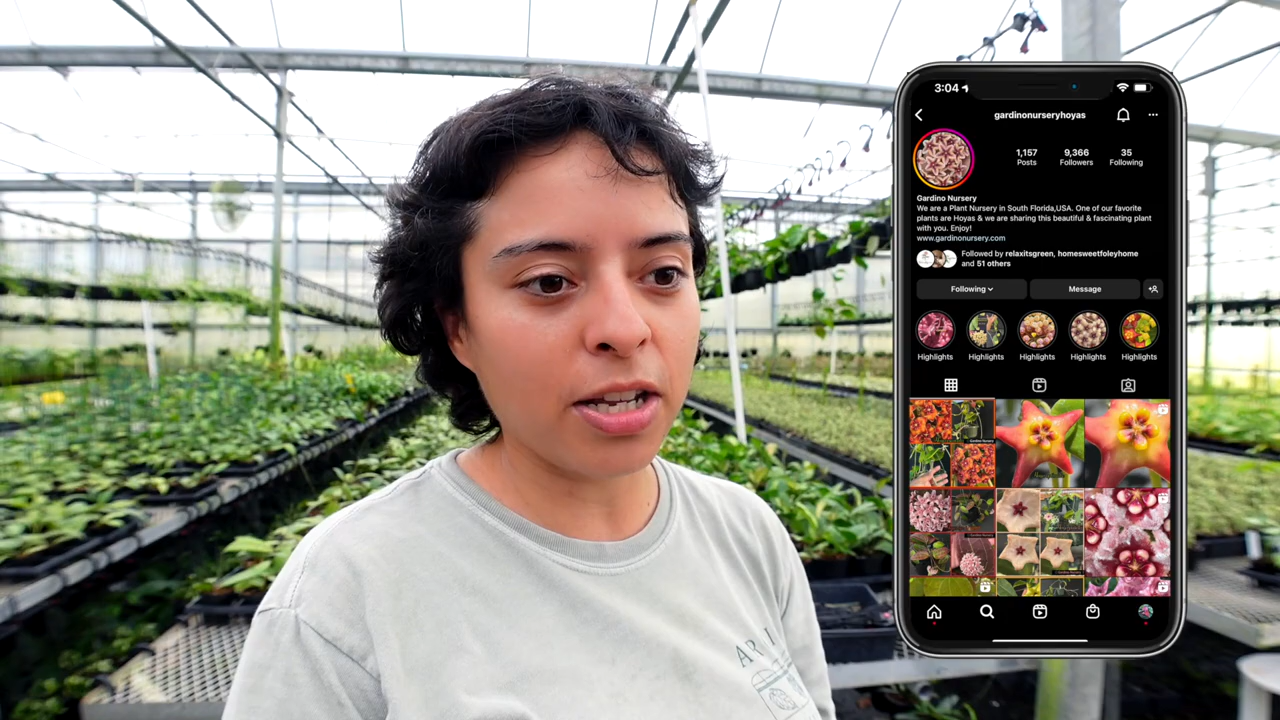 3:04
gardinonurseryhoyas
1,157
9,366
35
Posts
Followers
Following
Gardino Nursery
We are a Plant Nursery in South Florida,USA. One of our favorite
plants are Hoyas & we are sharing this beautiful & fascinating plant
with you. Enjoy!
www.gardinonursery.com
Followed by relaxitsgreen, homesweetfoleyhome
and 51 others
Following
Message
Highlights
Highlights
Highlights
Highlights
Highlights